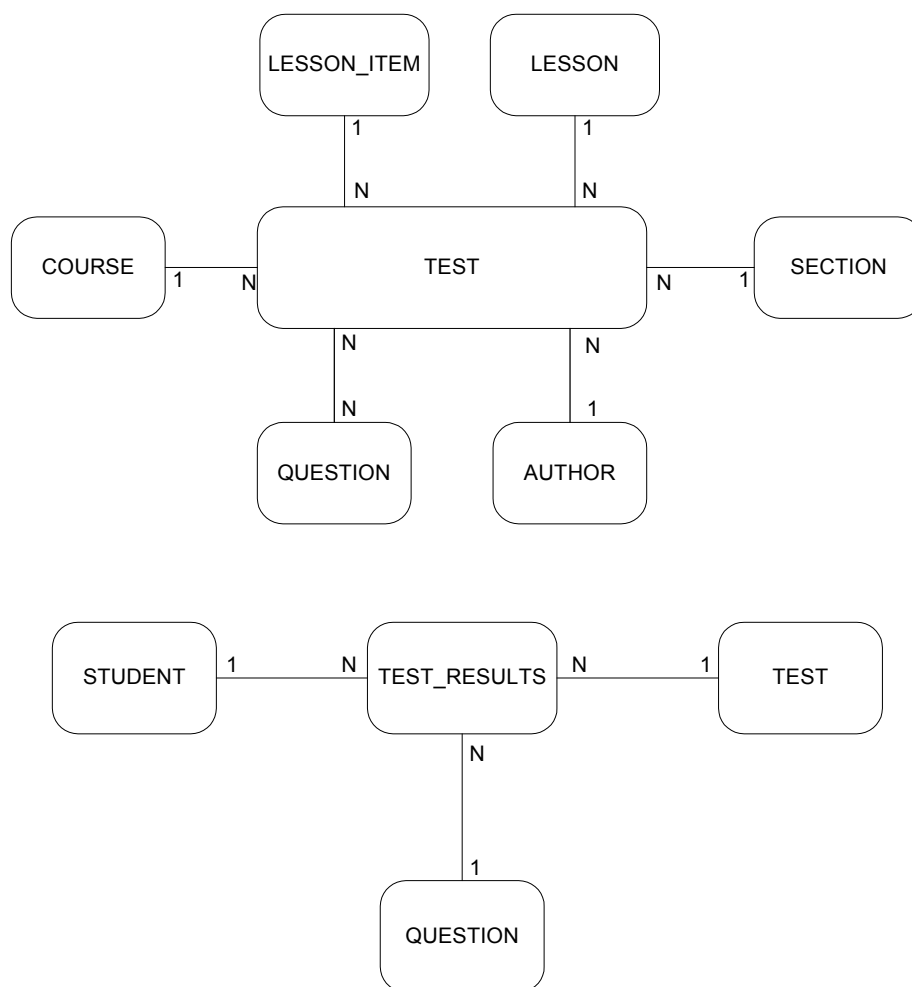 LESSON_ITEM
LESSON
1
1
N
N
COURSE
TEST
SECTION
1
N
N
1
N
N
N
1
QUESTION
AUTHOR
STUDENT
1
N
TEST_RESULTS
N
1
TEST
N
1
QUESTION